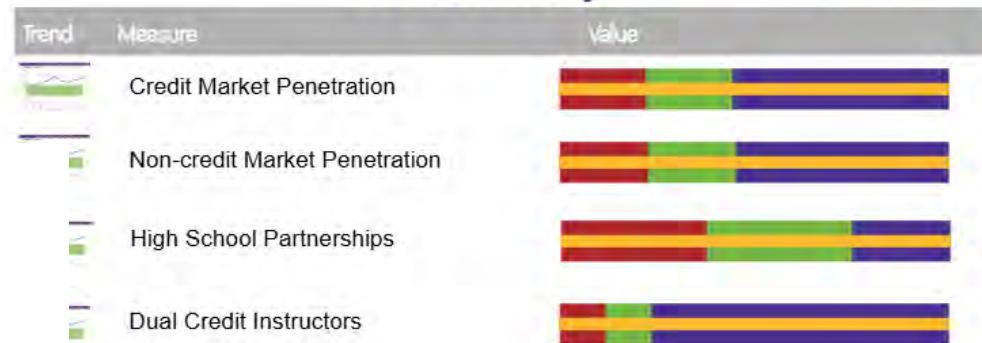 Trend Measure Value
Credit Market Penetration
Non-credit Market Penetration
High School Partnerships
Dual Credit Instructors